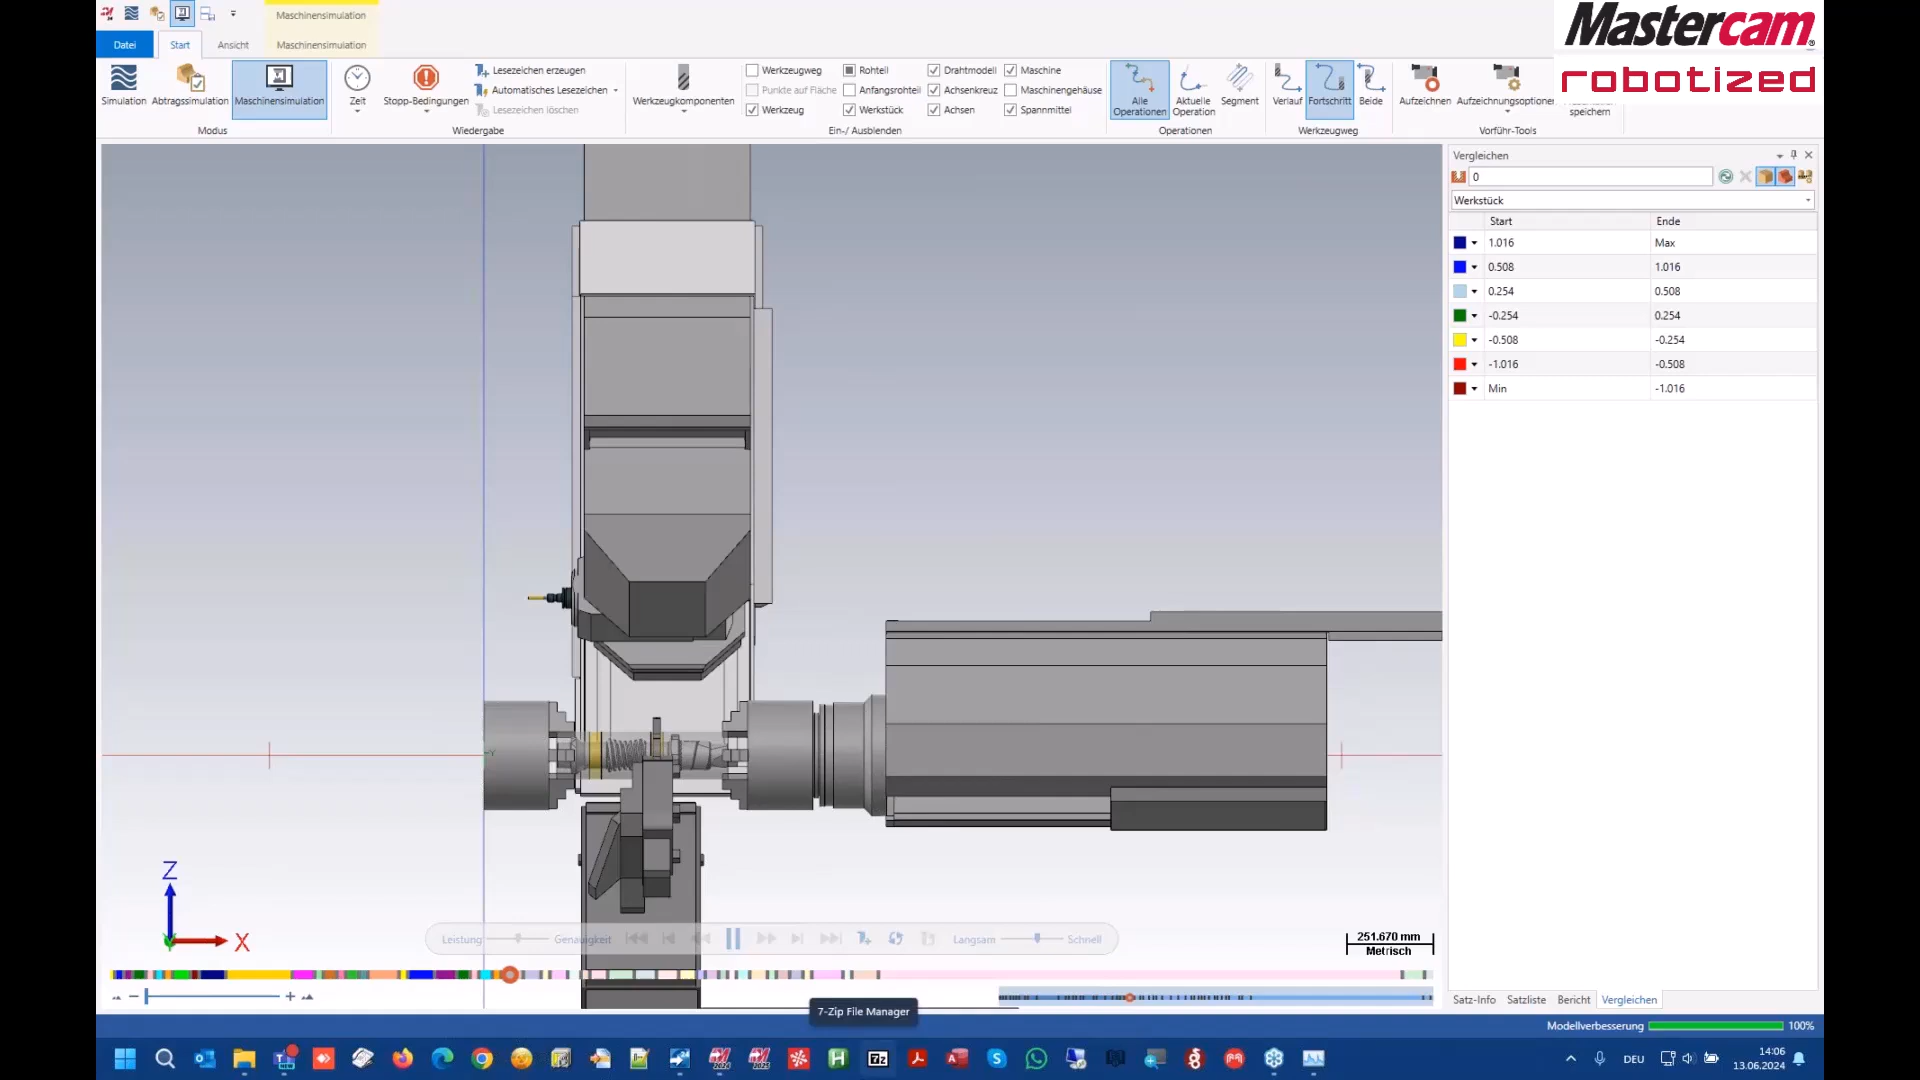 Maschinensimulation
Mastercam
robotized
Datei Start Ansicht Maschinensimulation
Simulation Abtragssimulation Maschinensimulation
Modus
Zeit Stopp-Bedingungen
Lesezeichen erzeugen
Automatisches Lesezeichen
Lesezeichen löschen
Wiedergabe
Werkzeugkomponenten
Werkzeugweg Rohteil Drahtmodell Maschine
Punkte auf Fläche Anfangsrohteil Achsenkreuz Maschinengehäuse
Werkzeug Werkstück Achsen Spannmittel
Ein-/ Ausblenden
Alle Operationen Aktuelle Operation Segment
Operationen
Verlauf Fortschritt Beide
Werkzeugweg
Aufzeichnen Aufzeichnungsoptionen
speichern
Vorführ-Tools
Vergleichen
0
Werkstück
Start Ende
1.016 Max
0.508 1.016
0.254 0.508
-0.254 0.254
-0.508 -0.254
-1.016 -0.508
Min -1.016
Z
X
Leistung Genauigkeit Langsam Schnell
251.670 mm
Metrisch
7-Zip File Manager
Satz-Info Satzliste Bericht Vergleichen
Modellverbesserung 100%
DEU
14:06
13.06.2024